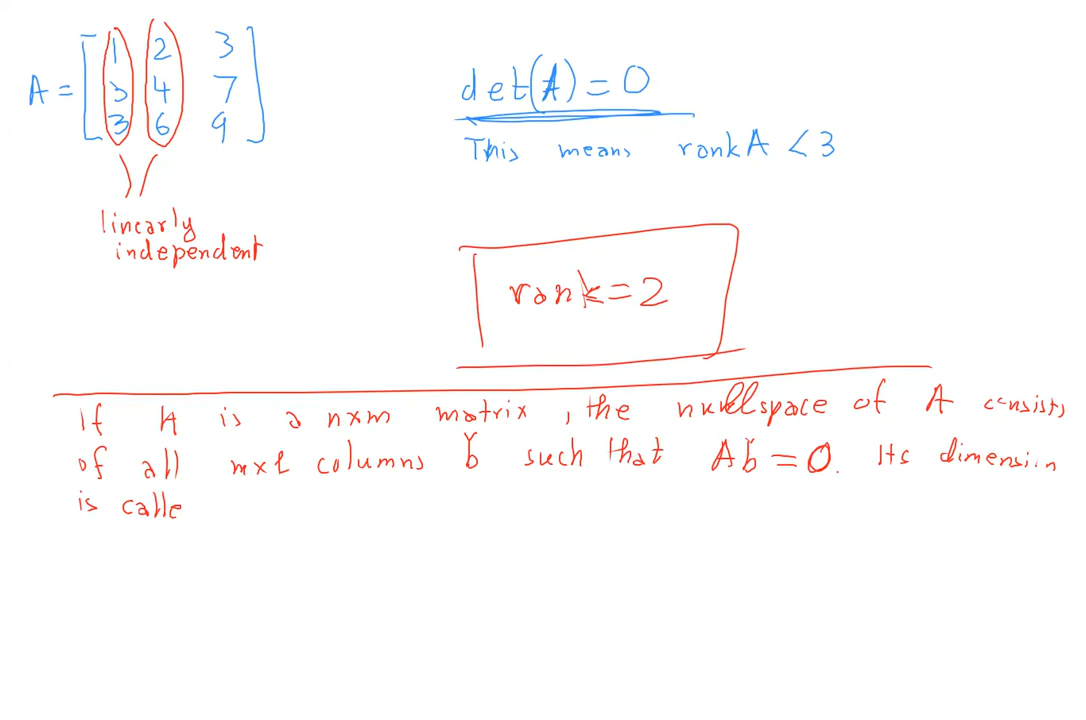 A = [ 1 2 3
3 4 7
3 6 9 ]
linearly
independent
det(A) = 0
This means rank A < 3
rank = 2
If A is a n×m matrix, the nullspace of A consists
of all m×1 columns b such that Ab = 0. Its dimension
is calle